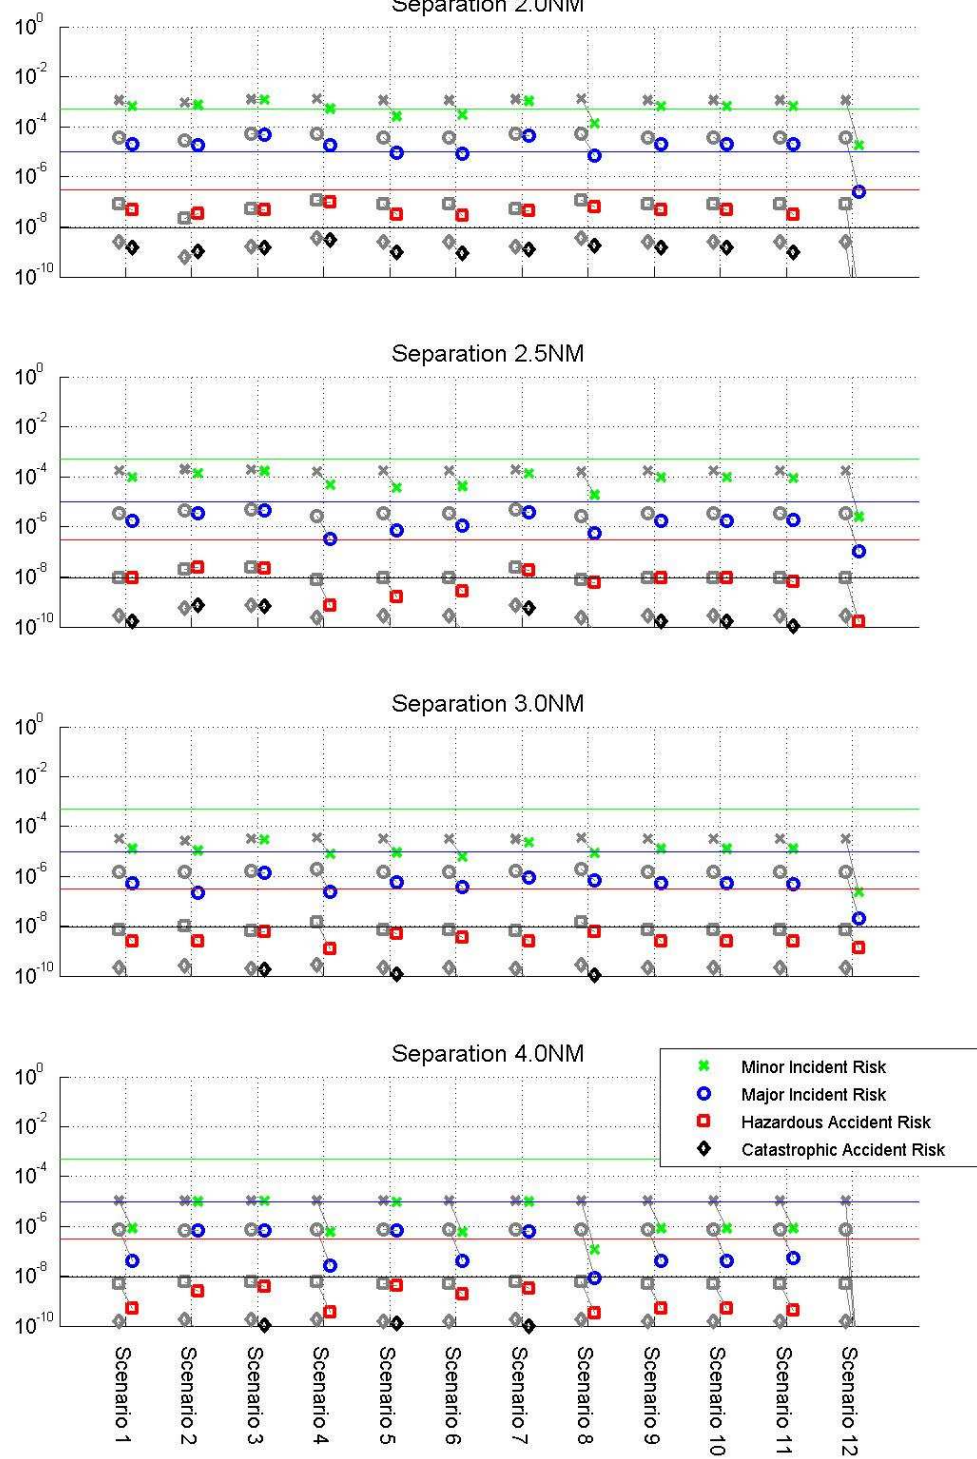 Separation 2.0NM
10^0
10^-2
10^-4
10^-6
10^-8
10^-10
Separation 2.5NM
10^0
10^-2
10^-4
10^-6
10^-8
10^-10
Separation 3.0NM
10^0
10^-2
10^-4
10^-6
10^-8
10^-10
Separation 4.0NM
10^0
10^-2
10^-4
10^-6
10^-8
10^-10
Minor Incident Risk
Major Incident Risk
Hazardous Accident Risk
Catastrophic Accident Risk
Scenario 1
Scenario 2
Scenario 3
Scenario 4
Scenario 5
Scenario 6
Scenario 7
Scenario 8
Scenario 9
Scenario 10
Scenario 11
Scenario 12